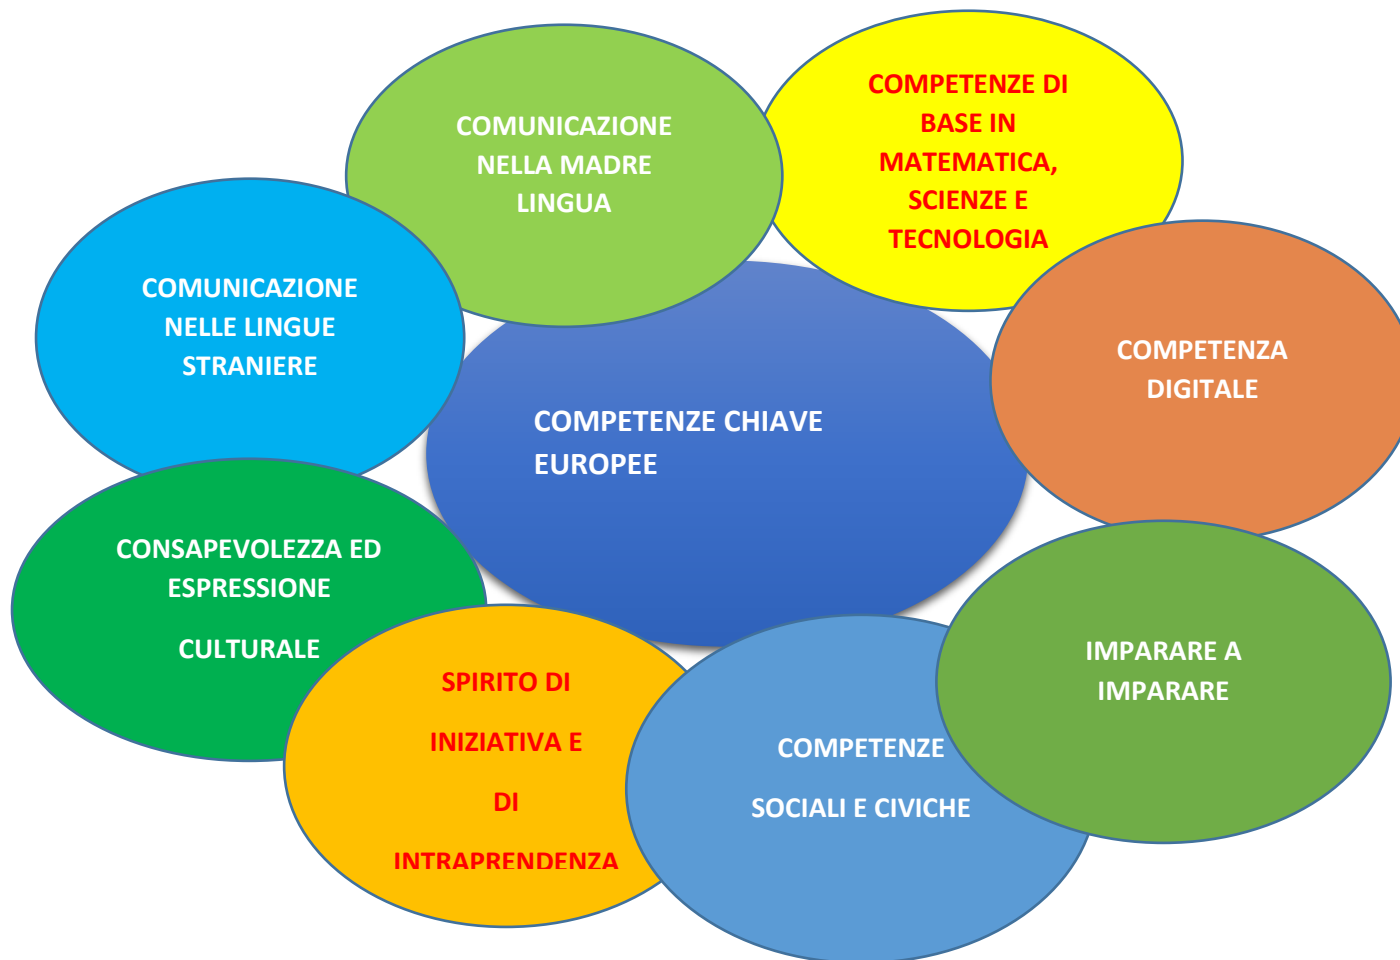 COMUNICAZIONE
NELLA MADRE
LINGUA
COMPETENZE DI
BASE IN
MATEMATICA,
SCIENZE E
TECNOLOGIA
COMUNICAZIONE
NELLE LINGUE
STRANIERE
COMPETENZA
DIGITALE
COMPETENZE CHIAVE
EUROPEE
CONSAPEVOLEZZA ED
ESPRESSIONE
CULTURALE
SPIRITO DI
INIZIATIVA E
DI
INTRAPRENDENZA
COMPETENZE
SOCIALI E CIVICHE
IMPARARE A
IMPARARE